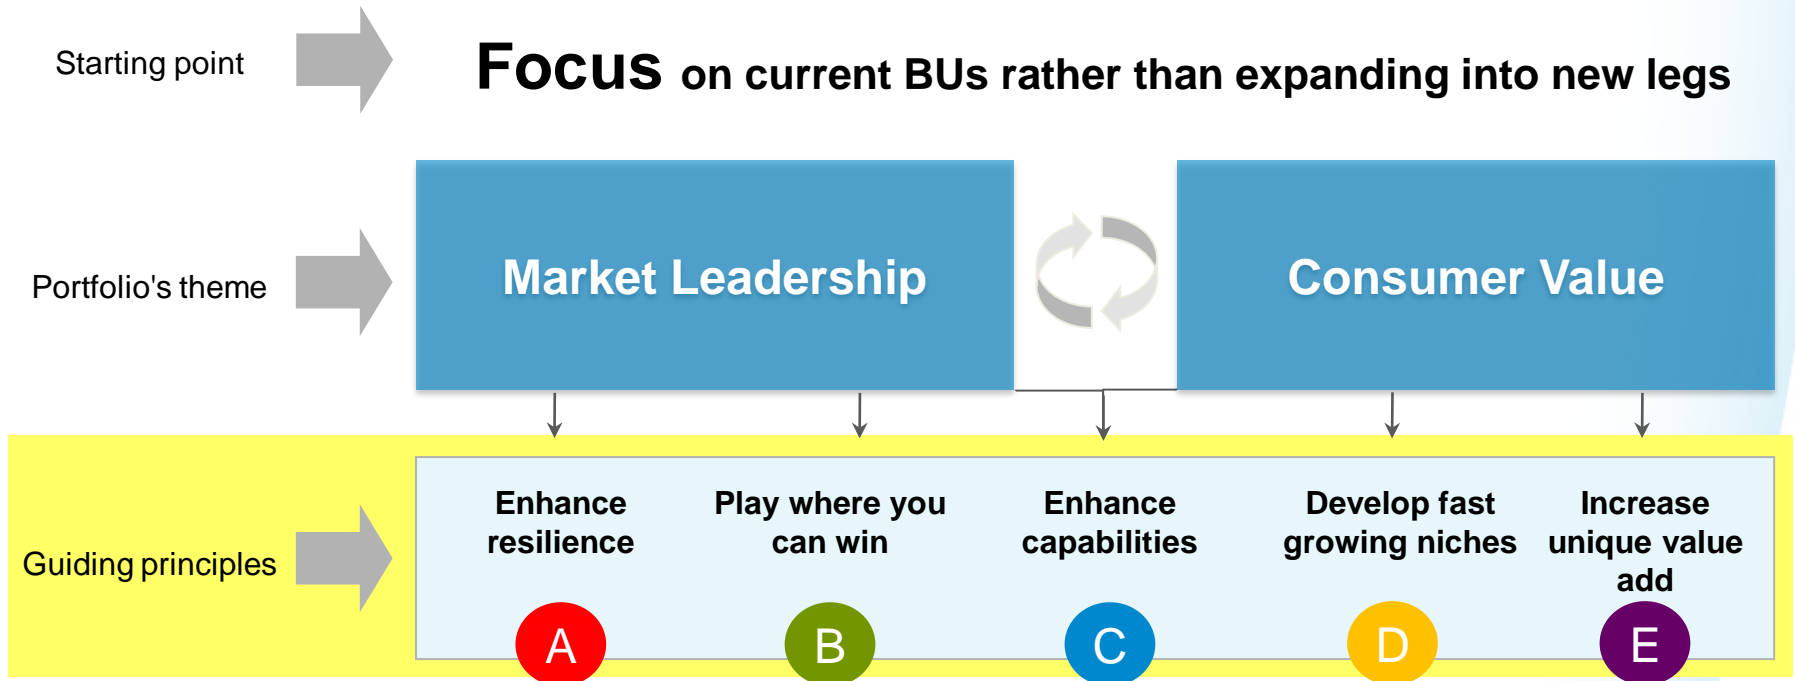 Starting point
Focus on current BUs rather than expanding into new legs
Portfolio's theme
Market Leadership
Consumer Value
Guiding principles
Enhance
resilience
A
Play where you
can win
B
Enhance
capabilities
C
Develop fast
growing niches
D
Increase
unique value
add
E